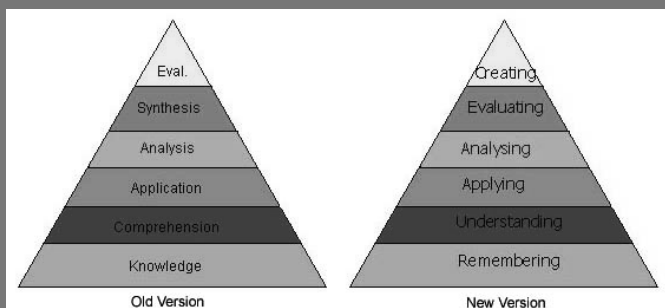 Eval.
Synthesis
Analysis
Application
Comprehension
Knowledge
Old Version
Creating
Evaluating
Analysing
Applying
Understanding
Remembering
New Version